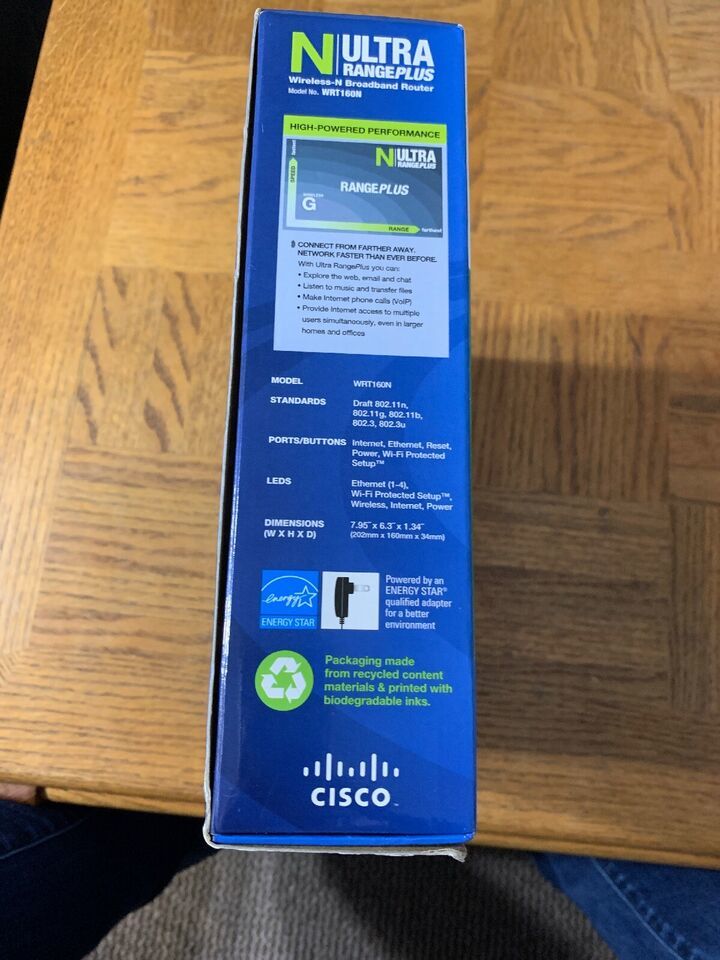 N ULTRA
RANGEPLUS
Wireless-N Broadband Router
Model No. WRT160N
HIGH-POWERED PERFORMANCE
fastest
SPEED
N ULTRA
RANGEPLUS
RANGEPLUS
WIRELESS
G
RANGE farthest
CONNECT FROM FARTHER AWAY.
NETWORK FASTER THAN EVER BEFORE.
With Ultra RangePlus you can:
• Explore the web, email and chat
• Listen to music and transfer files
• Make Internet phone calls (VoIP)
• Provide Internet access to multiple
users simultaneously, even in larger
homes and offices
MODEL WRT160N
STANDARDS Draft 802.11n,
802.11g, 802.11b,
802.3, 802.3u
PORTS/BUTTONS Internet, Ethernet, Reset,
Power, Wi-Fi Protected
Setup™
LEDS Ethernet (1-4),
Wi-Fi Protected Setup™,
Wireless, Internet, Power
DIMENSIONS 7.95" x 6.3" x 1.34"
(W X H X D) (202mm x 160mm x 34mm)
energy
ENERGY STAR
Powered by an
ENERGY STAR®
qualified adapter
for a better
environment
Packaging made
from recycled content
materials & printed with
biodegradable inks.
CISCO™